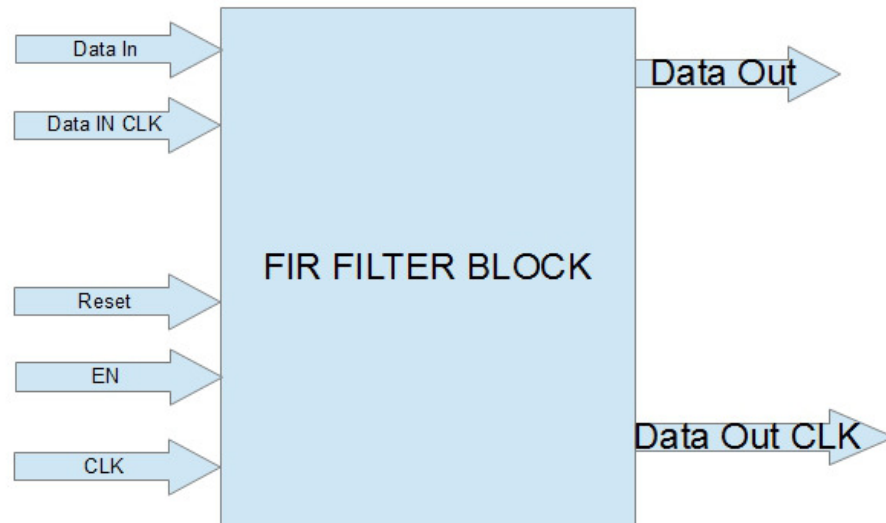 Data In
Data IN CLK
Reset
EN
CLK
FIR FILTER BLOCK
Data Out
Data Out CLK